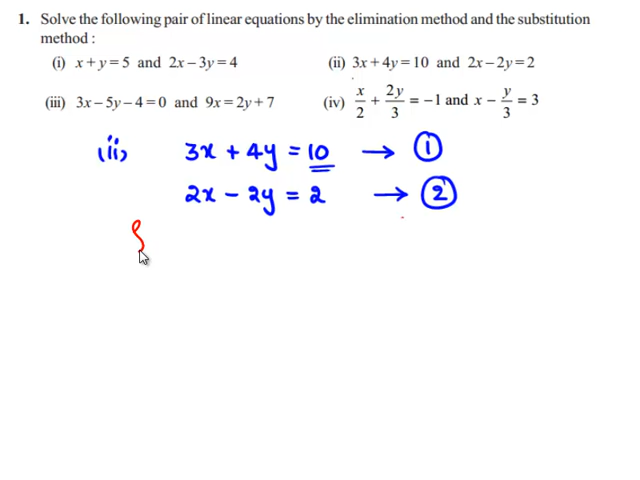 1. Solve the following pair of linear equations by the elimination method and the substitution
method :
(i) x + y = 5 and 2x – 3y = 4 (ii) 3x + 4y = 10 and 2x – 2y = 2
(iii) 3x – 5y – 4 = 0 and 9x = 2y + 7 (iv) x/2 + 2y/3 = –1 and x – y/3 = 3
(ii) 3x + 4y = 10 → ①
2x – 2y = 2 → ②